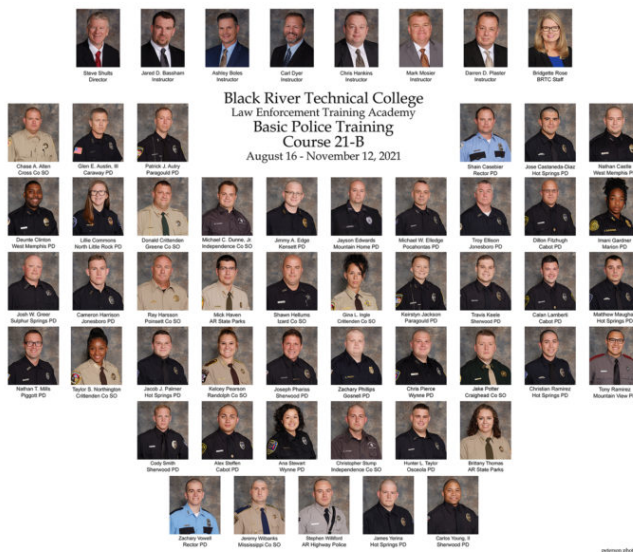 Steve Shults
Director
Jared D. Bassham
Instructor
Ashley Boles
Instructor
Carl Dyer
Instructor
Chris Hankins
Instructor
Mark Mosier
Instructor
Darren D. Plaster
Instructor
Bridgette Rose
BRTC Staff
Black River Technical College
Law Enforcement Training Academy
Basic Police Training
Course 21-B
August 16 - November 12, 2021
Chase A. Allen
Cross Co SO
Glen E. Austin, III
Caraway PD
Patrick J. Autry
Paragould PD
Shain Casebier
Rector PD
Jose Castaneda-Diaz
Hot Springs PD
Nathan Castle
West Memphis P
Deunte Clinton
West Memphis PD
Lillie Commons
North Little Rock PD
Donald Crittenden
Greene Co SO
Michael C. Dunne, Jr
Independence Co SO
Jimmy A. Edge
Kensett PD
Jayson Edwards
Mountain Home PD
Michael W. Elledge
Pocahontas PD
Troy Ellison
Jonesboro PD
Dillon Fitzhugh
Cabot PD
Imani Gardner
Marion PD
Josh W. Greer
Sulphur Springs PD
Cameron Harrison
Jonesboro PD
Ray Hansson
Poinsett Co SO
Mick Haven
AR State Parks
Shawn Hellums
Izard Co SO
Gina L. Ingle
Crittenden Co SO
Keirstyn Jackson
Paragould PD
Travis Keele
Sherwood PD
Calan Lamberti
Cabot PD
Matthew Maugha
Hot Springs PD
Nathan T. Mills
Piggott PD
Taylor S. Northington
Crittenden Co SO
Jacob J. Palmer
Hot Springs PD
Kelcey Pearson
Randolph Co SO
Joseph Phariss
Sherwood PD
Zachary Phillips
Gosnell PD
Chris Pierce
Wynne PD
Jake Potter
Craighead Co SO
Christian Ramirez
Hot Springs PD
Tony Ramirez
Mountain View P
Cody Smith
Sherwood PD
Alex Steffen
Cabot PD
Ana Stewart
Wynne PD
Christopher Stump
Independence Co SO
Hunter L. Taylor
Osceola PD
Brittany Thomas
AR State Parks
Zachary Vowell
Rector PD
Jeremy Wilbanks
Mississippi Co SO
Stephen Williford
AR Highway Police
James Yorins
Hot Springs PD
Carlos Young, II
Sherwood PD